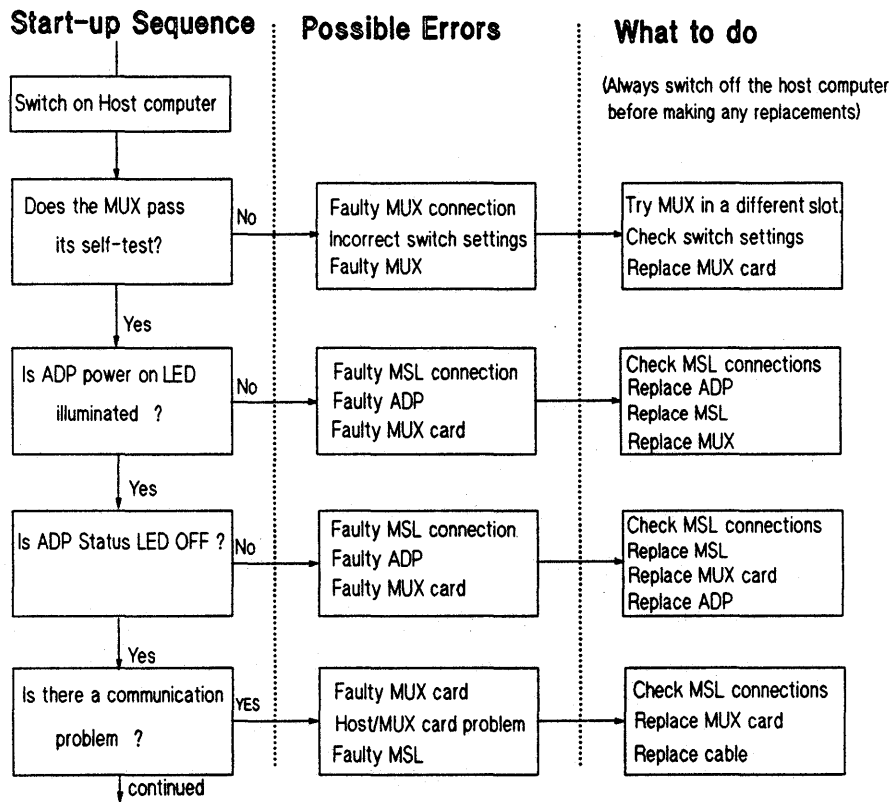 Start-up Sequence
Possible Errors
What to do
(Always switch off the host computer
before making any replacements)
Switch on Host computer
Does the MUX pass
its self-test?
No
Faulty MUX connection
Incorrect switch settings
Faulty MUX
Try MUX in a different slot.
Check switch settings
Replace MUX card
Yes
Is ADP power on LED
illuminated ?
No
Faulty MSL connection
Faulty ADP
Faulty MUX card
Check MSL connections
Replace ADP
Replace MSL
Replace MUX
Yes
Is ADP Status LED OFF ?
No
Faulty MSL connection
Faulty ADP
Faulty MUX card
Check MSL connections
Replace MSL
Replace MUX card
Replace ADP
Yes
Is there a communication
problem ?
YES
Faulty MUX card
Host/MUX card problem
Faulty MSL
Check MSL connections
Replace MUX card
Replace cable
continued